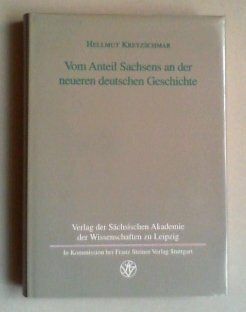 HELLMUT KRETZSCHMAR
Vom Anteil Sachsens an der
neueren deutschen Geschichte
Verlag der Sächsischen Akademie
der Wissenschaften zu Leipzig
In Kommission bei Franz Steiner Verlag Stuttgart